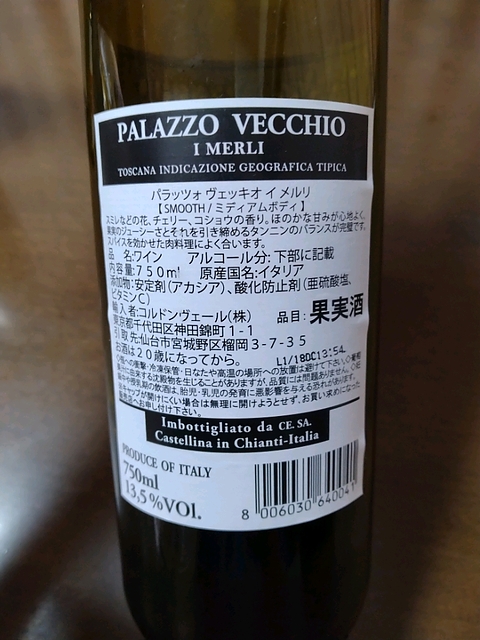 PALAZZO VECCHIO
I MERLI
TOSCANA INDICAZIONE GEOGRAFICA TIPICA
パラッツォ ヴェッキオ イ メルリ
【SMOOTH / ミディアムボディ】
スミレなどの花、チェリー、コショウの香り。ほのかな甘みが心地よく、
果実のジューシーさとそれを引き締めるタンニンのバランスが完璧です。
スパイスを効かせた肉料理によく合います。
品 名:ワイン アルコール分:下部に記載
内容量:750ml 原産国名:イタリア
添加物:安定剤(アカシア)、酸化防止剤(亜硫酸塩、
ビタミンC)
輸入者:コルドンヴェール(株) 品目:果実酒
東京都千代田区神田錦町1-1
引取先:仙台市宮城野区榴岡3-7-35
お酒は20歳になってから。 L1/18DC13:54
Imbottigliato da CE. SA.
Castellina in Chianti-Italia
PRODUCE OF ITALY
750ml
13,5%VOl.
8 006030 640041